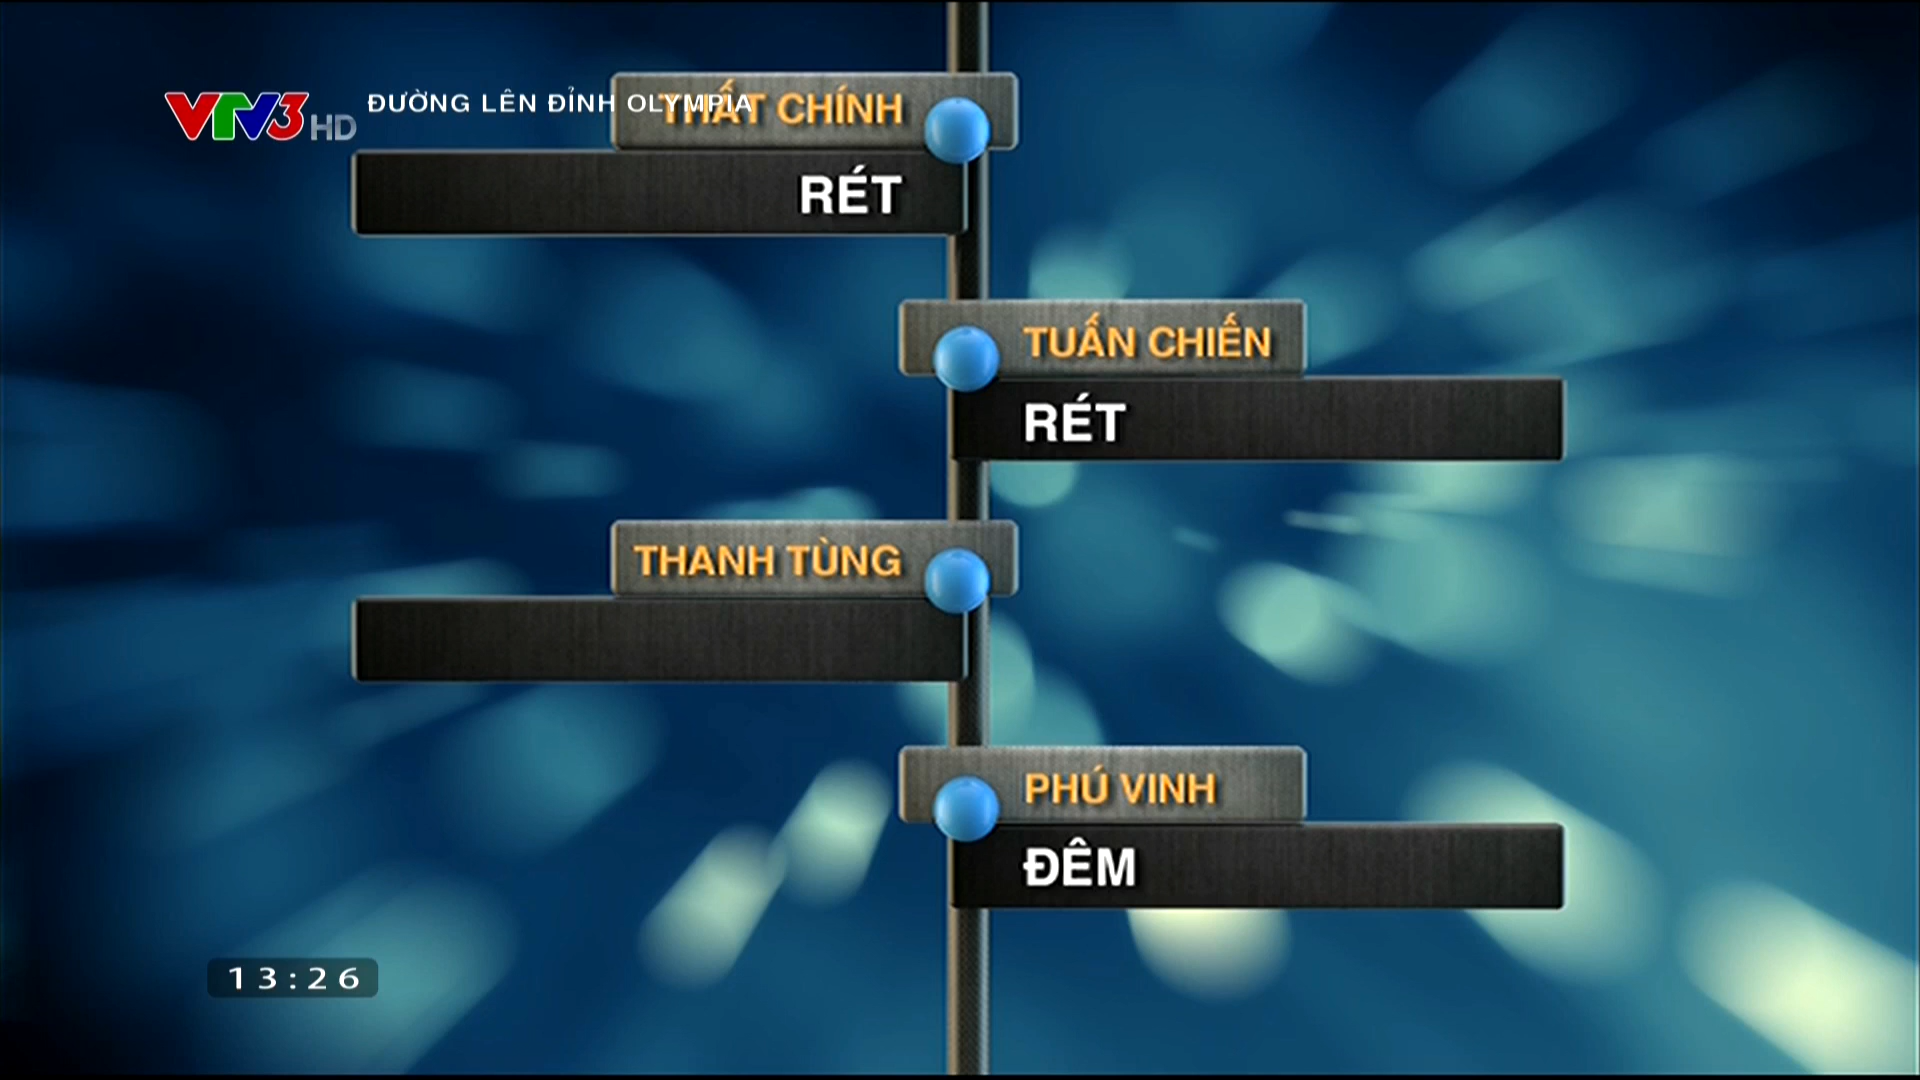 VTV3 HD
ĐƯỜNG LÊN ĐỈNH OLYMPIA
THẤT CHÍNH
RÉT
TUẤN CHIẾN
RÉT
THANH TÙNG
PHÚ VINH
ĐÊM
13:26